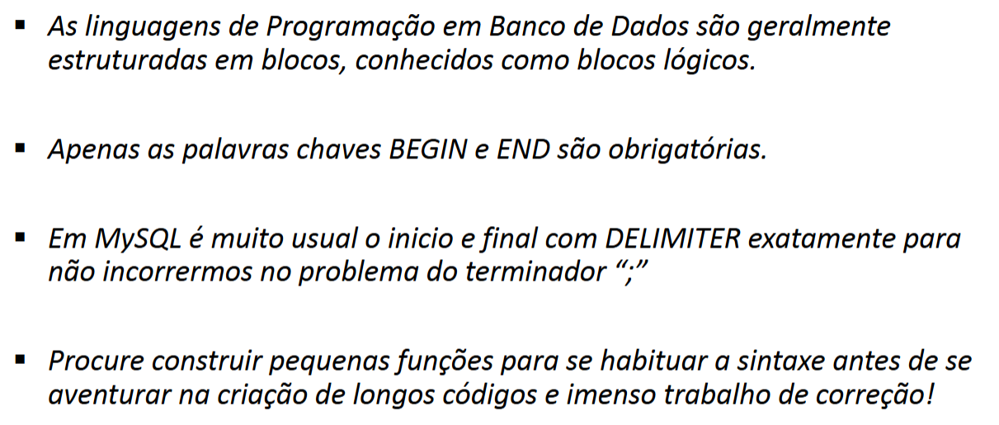 ▪ As linguagens de Programação em Banco de Dados são geralmente
estruturadas em blocos, conhecidos como blocos lógicos.
▪ Apenas as palavras chaves BEGIN e END são obrigatórias.
▪ Em MySQL é muito usual o inicio e final com DELIMITER exatamente para
não incorrermos no problema do terminador “;”
▪ Procure construir pequenas funções para se habituar a sintaxe antes de se
aventurar na criação de longos códigos e imenso trabalho de correção!